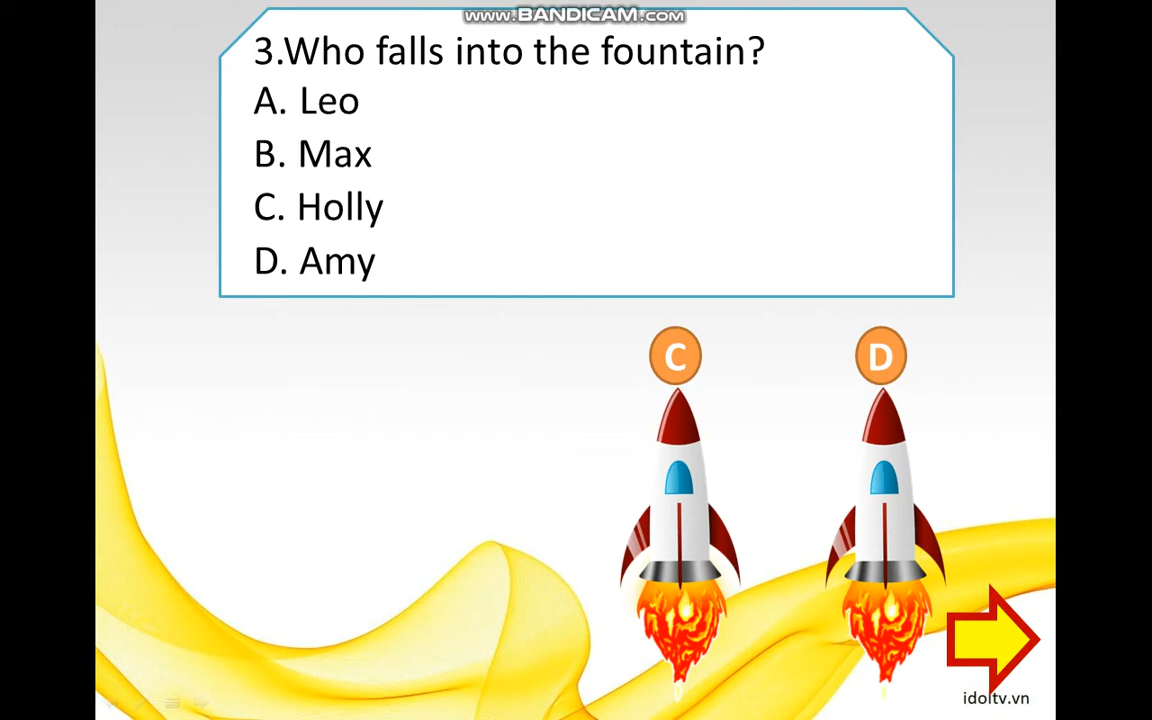 www.BANDICAM.com
3.Who falls into the fountain?
A. Leo
B. Max
C. Holly
D. Amy
C
D
idoltv.vn